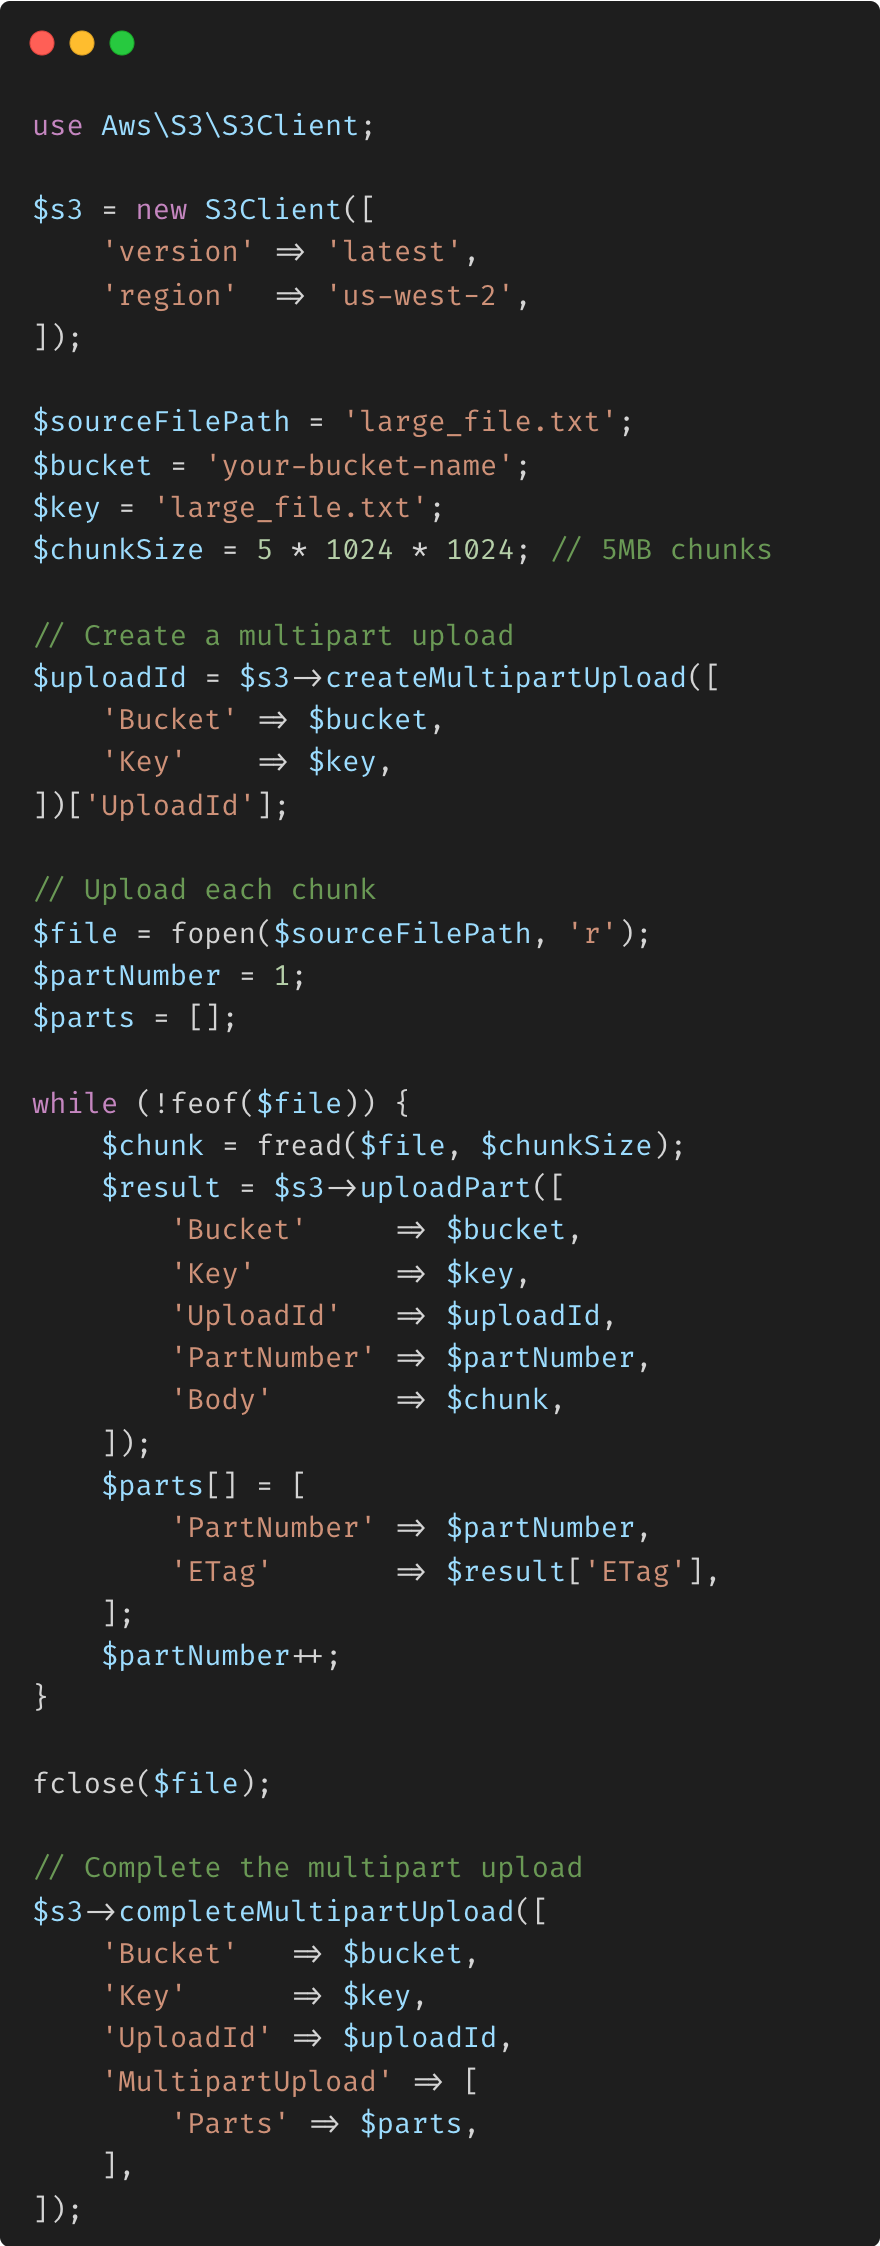 use Aws\S3\S3Client;

$s3 = new S3Client([
    'version' => 'latest',
    'region'  => 'us-west-2',
]);

$sourceFilePath = 'large_file.txt';
$bucket = 'your-bucket-name';
$key = 'large_file.txt';
$chunkSize = 5 * 1024 * 1024; // 5MB chunks

// Create a multipart upload
$uploadId = $s3->createMultipartUpload([
    'Bucket' => $bucket,
    'Key'    => $key,
])['UploadId'];

// Upload each chunk
$file = fopen($sourceFilePath, 'r');
$partNumber = 1;
$parts = [];

while (!feof($file)) {
    $chunk = fread($file, $chunkSize);
    $result = $s3->uploadPart([
        'Bucket'     => $bucket,
        'Key'        => $key,
        'UploadId'   => $uploadId,
        'PartNumber' => $partNumber,
        'Body'       => $chunk,
    ]);
    $parts[] = [
        'PartNumber' => $partNumber,
        'ETag'       => $result['ETag'],
    ];
    $partNumber++;
}

fclose($file);

// Complete the multipart upload
$s3->completeMultipartUpload([
    'Bucket'   => $bucket,
    'Key'      => $key,
    'UploadId' => $uploadId,
    'MultipartUpload' => [
        'Parts' => $parts,
    ],
]);